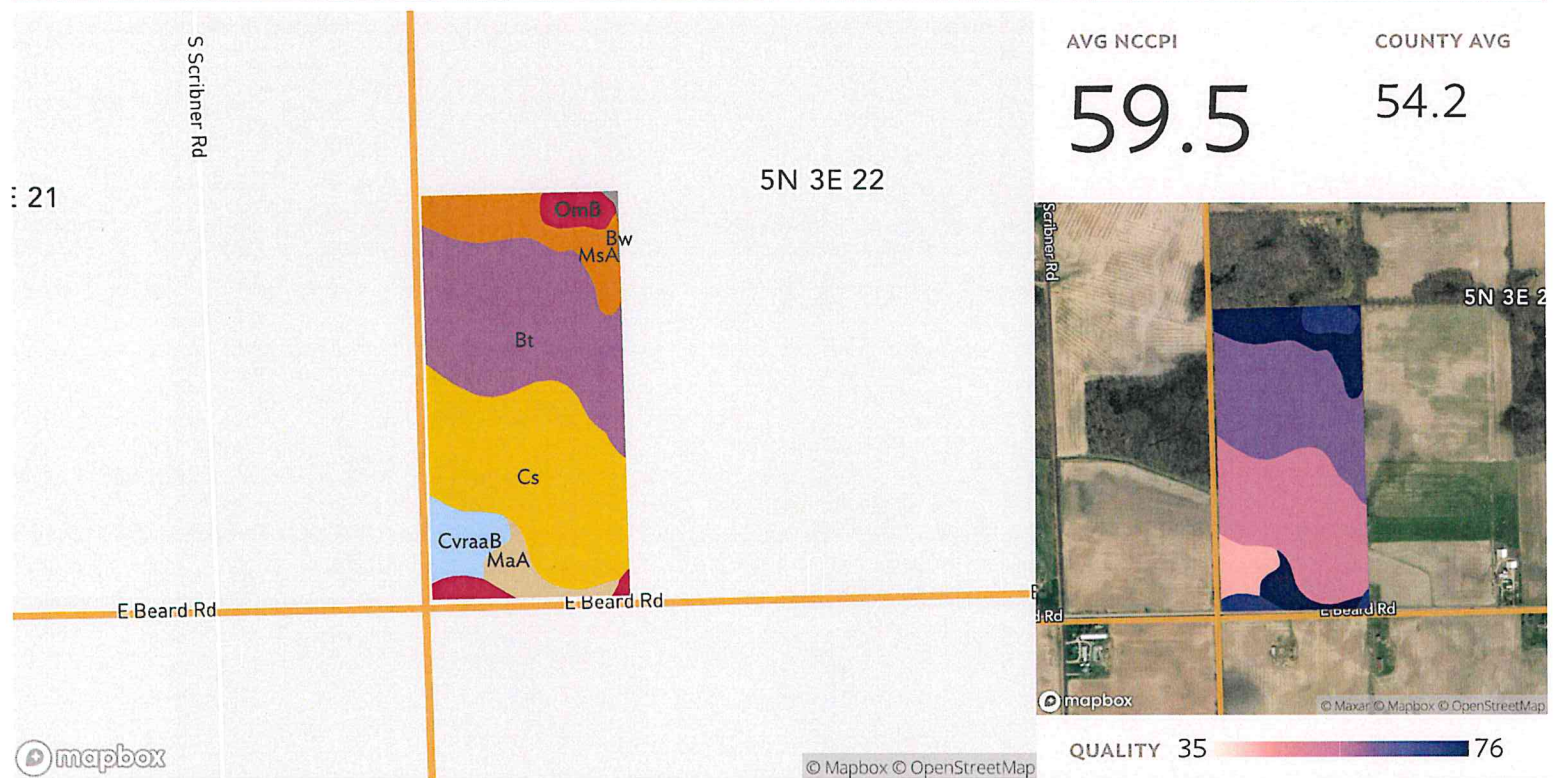 S Scribner Rd
E 21
5N 3E 22
OmB
Bw
MsA
Bt
Cs
CvraaB
MaA
E Beard Rd
E Beard Rd
mapbox
© Mapbox © OpenStreetMap
AVG NCCPI
COUNTY AVG
59.5
54.2
Scribner Rd
5N 3E 2
d Rd
E Beard Rd
mapbox
© Maxar © Mapbox © OpenStreetMap
QUALITY 35
76